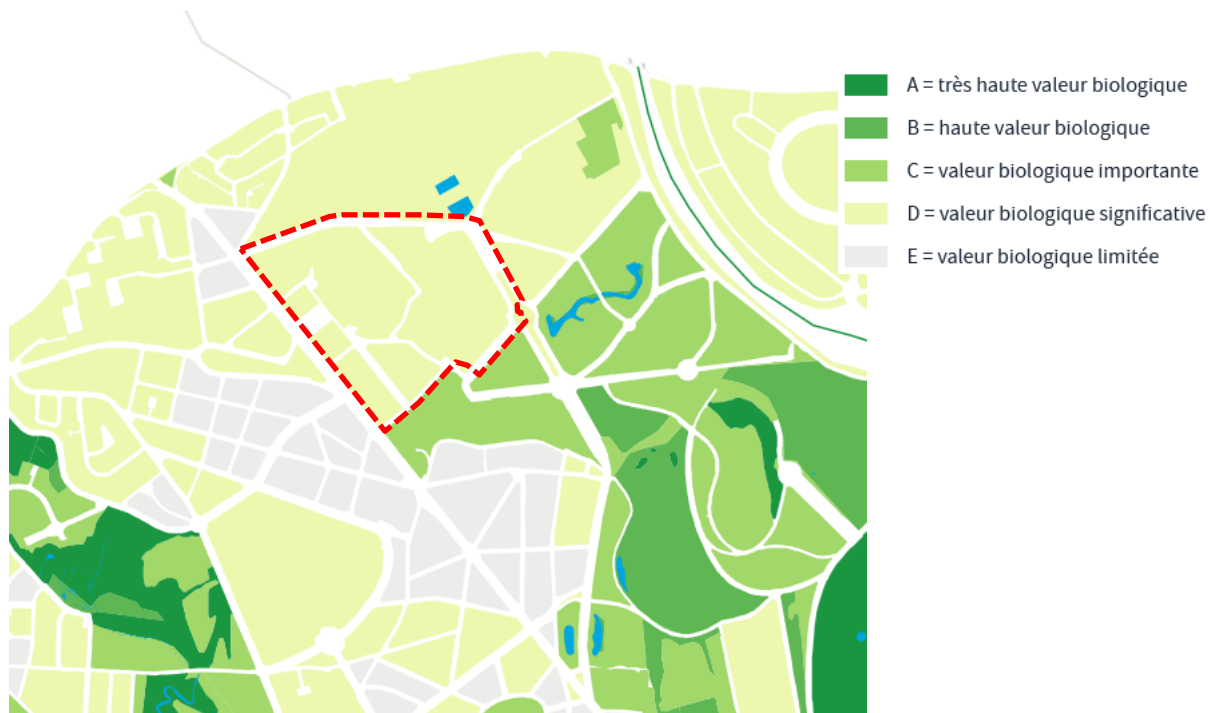 A = très haute valeur biologique
B = haute valeur biologique
C = valeur biologique importante
D = valeur biologique significative
E = valeur biologique limitée